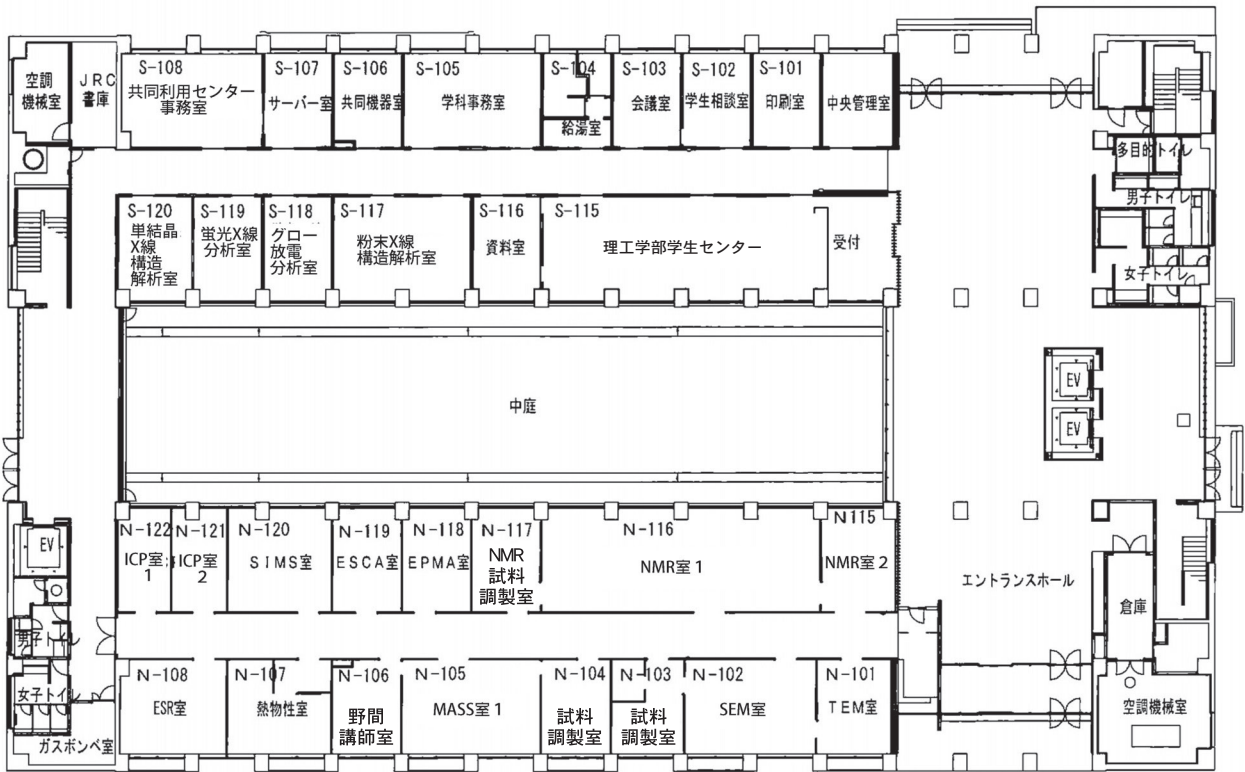 空調
機械室
ＪＲＣ
書庫
S-108
共同利用センター
事務室
S-107
サーバー室
S-106
共同機器室
S-105
学科事務室
S-104
給湯室
S-103
会議室
S-102
学生相談室
S-101
印刷室
中央管理室
多目的トイレ
男子トイレ
女子トイレ
S-120
単結晶
X線
構造
解析室
S-119
蛍光X線
分析室
S-118
グロー
放電
分析室
S-117
粉末X線
構造解析室
S-116
資料室
S-115
理工学部学生センター
受付
中庭
EV
EV
EV
N-122
ICP室
1
N-121
ICP室
2
N-120
ＳＩＭＳ室
N-119
ＥＳＣＡ室
N-118
ＥＰＭＡ室
N-117
NMR
試料
調製室
N-116
NMR室1
N115
NMR室2
エントランスホール
倉庫
男子トイレ
女子トイレ
ガスボンベ室
N-108
ESR室
N-107
熱物性室
N-106
野間
講師室
N-105
MASS室1
N-104
試料
調製室
N-103
試料
調製室
N-102
SEM室
N-101
ＴＥＭ室
空調機械室